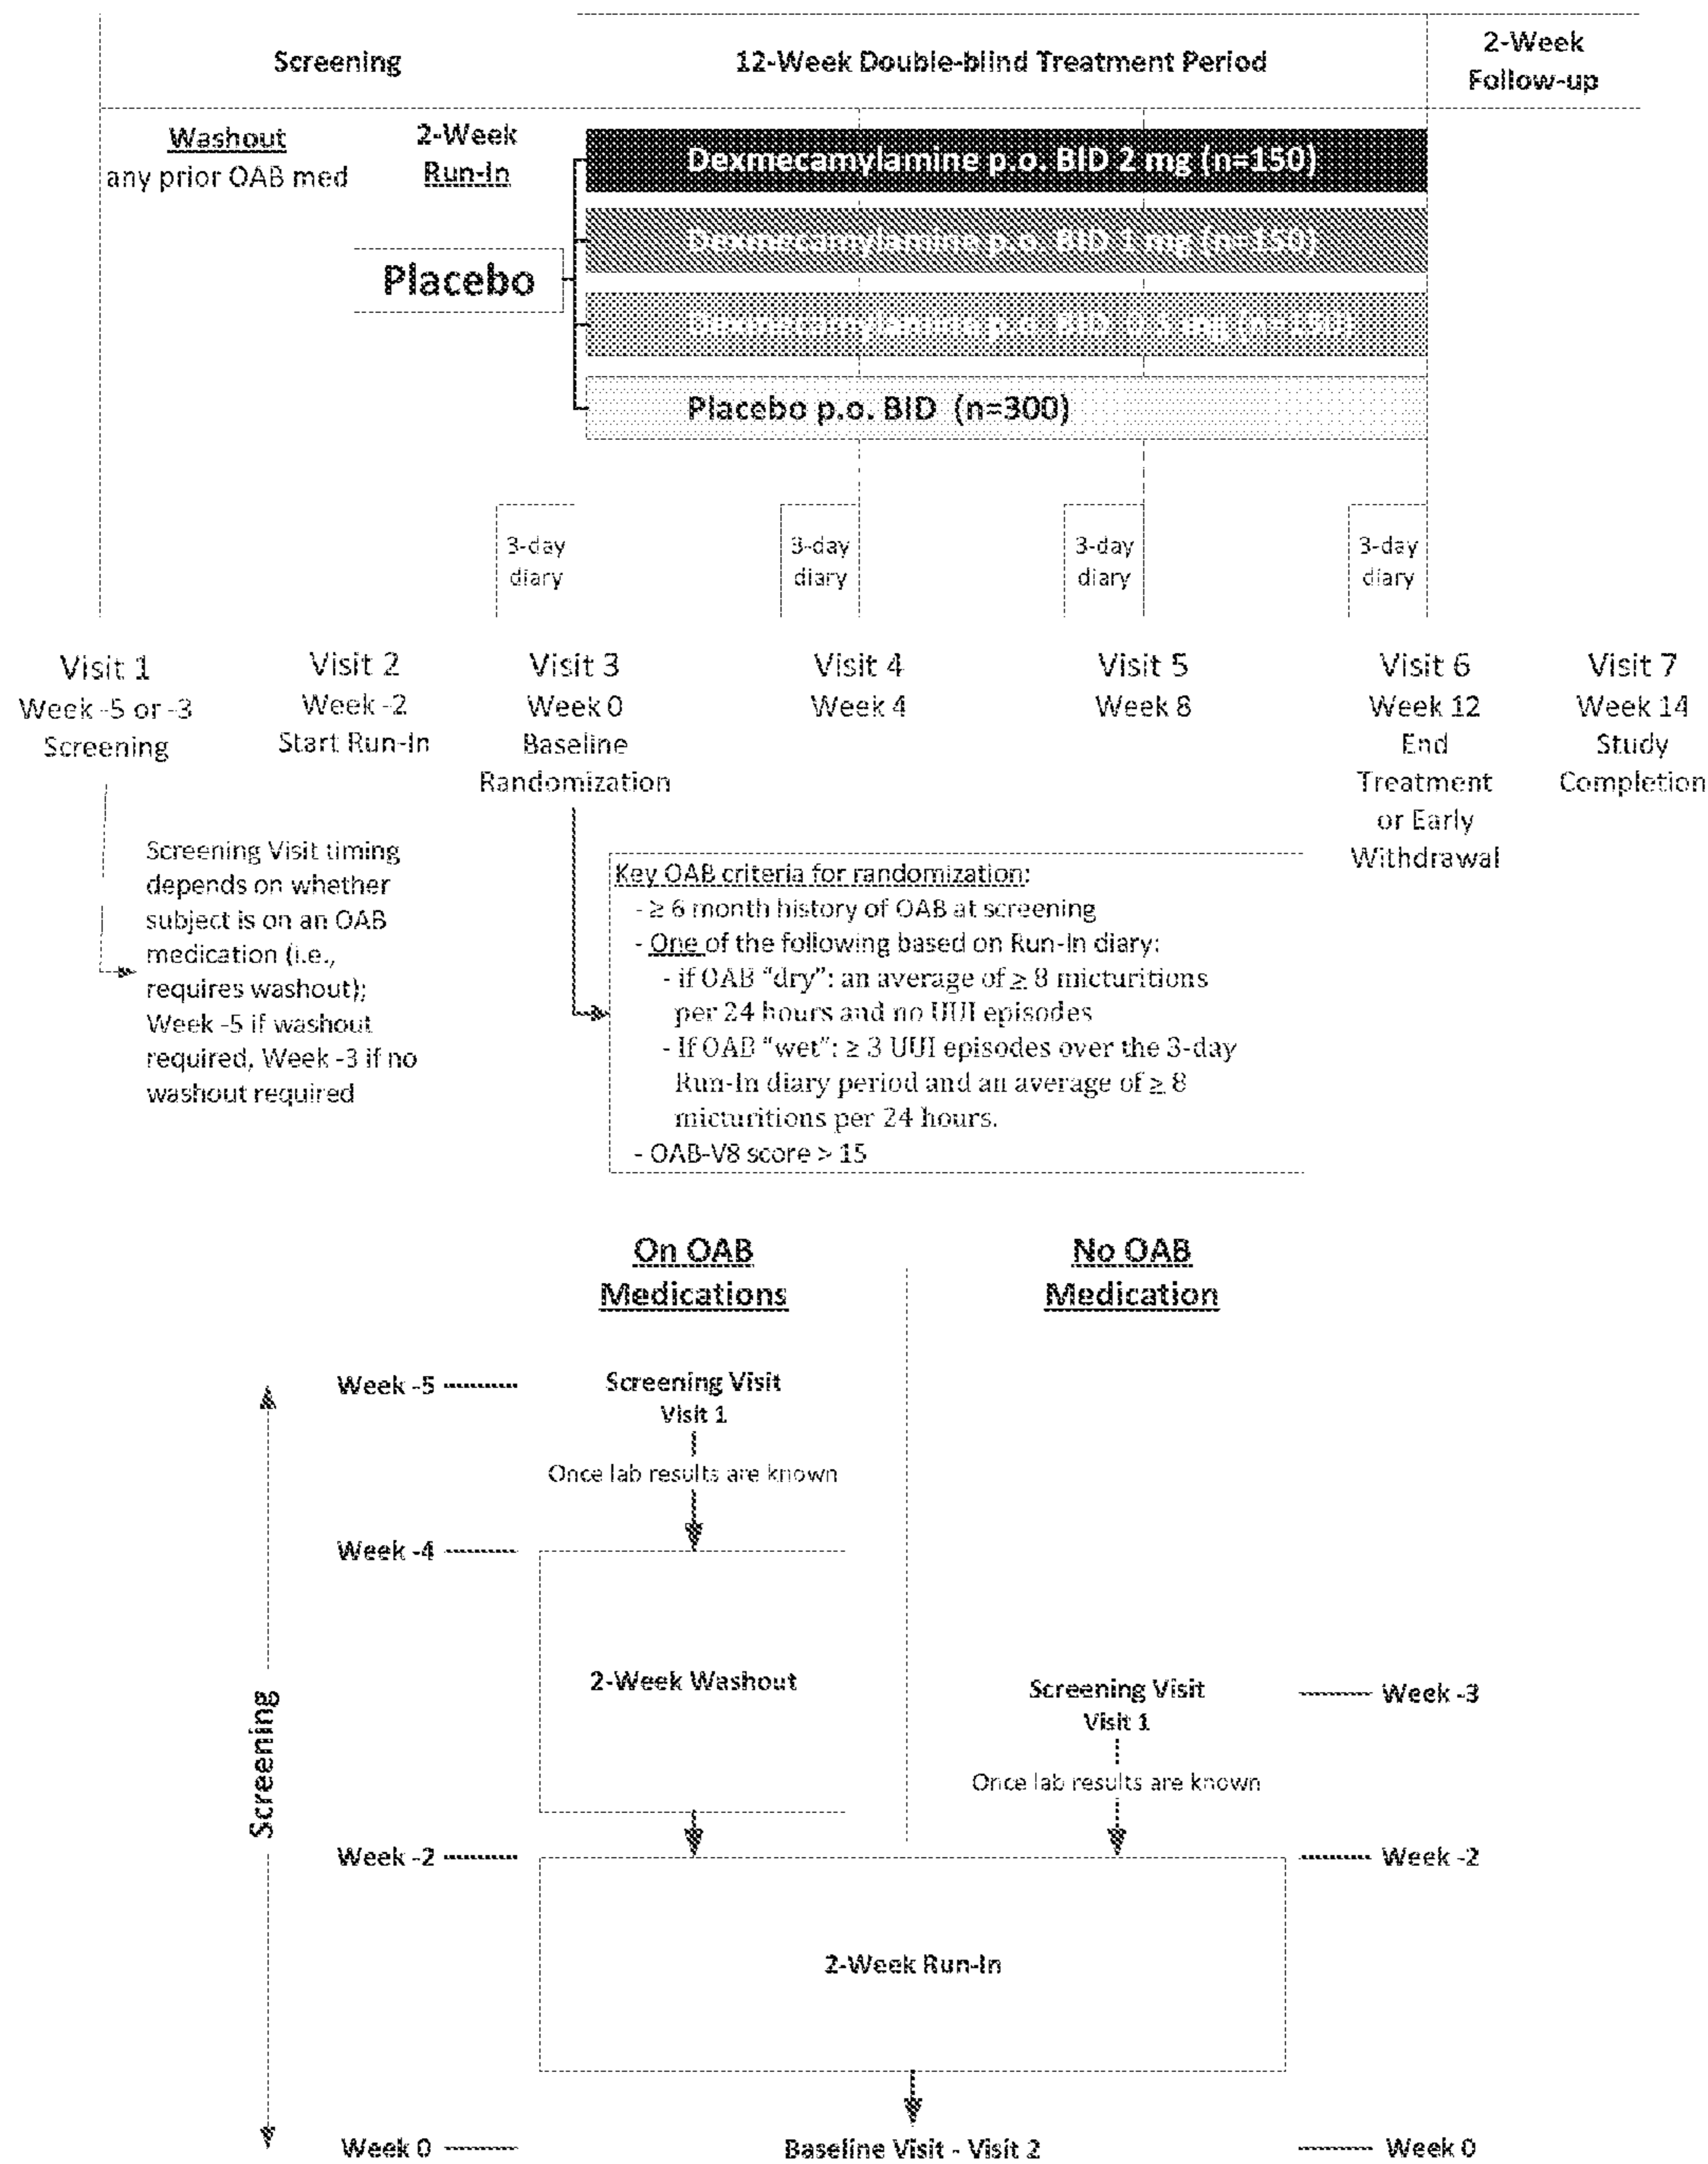 Screening
12-Week Double-blind Treatment Period
2-Week
Follow-up
Washout
any prior OAB med
2-Week
Run-In
Dexmecamylamine p.o. BID 2 mg (n=150)
Dexmecamylamine p.o. BID 1 mg (n=150)
Placebo
Dexmecamylamine p.o. BID 0.5 mg (n=150)
Placebo p.o. BID (n=300)
3-day
diary
3-day
diary
3-day
diary
3-day
diary
Visit 1
Week -5 or -3
Screening
Visit 2
Week -2
Start Run-In
Visit 3
Week 0
Baseline
Randomization
Visit 4
Week 4
Visit 5
Week 8
Visit 6
Week 12
End
Treatment
or Early
Withdrawal
Visit 7
Week 14
Study
Completion
Screening Visit timing
depends on whether
subject is on an OAB
medication (i.e.,
requires washout);
Week -5 if washout
required, Week -3 if no
washout required
Key OAB criteria for randomization:
- ≥ 6 month history of OAB at screening
- One of the following based on Run-In diary:
- if OAB “dry”: an average of ≥ 8 micturitions
per 24 hours and no UUI episodes
- If OAB “wet”: ≥ 3 UUI episodes over the 3-day
Run-In diary period and an average of ≥ 8
micturitions per 24 hours.
- OAB-V8 score > 15
On OAB
Medications
No OAB
Medication
Week -5
Screening Visit
Visit 1
Once lab results are known
Week -4
2-Week Washout
Screening Visit
Visit 1
Week -3
Once lab results are known
Screening
Week -2
Week -2
2-Week Run-In
Week 0
Baseline Visit - Visit 2
Week 0